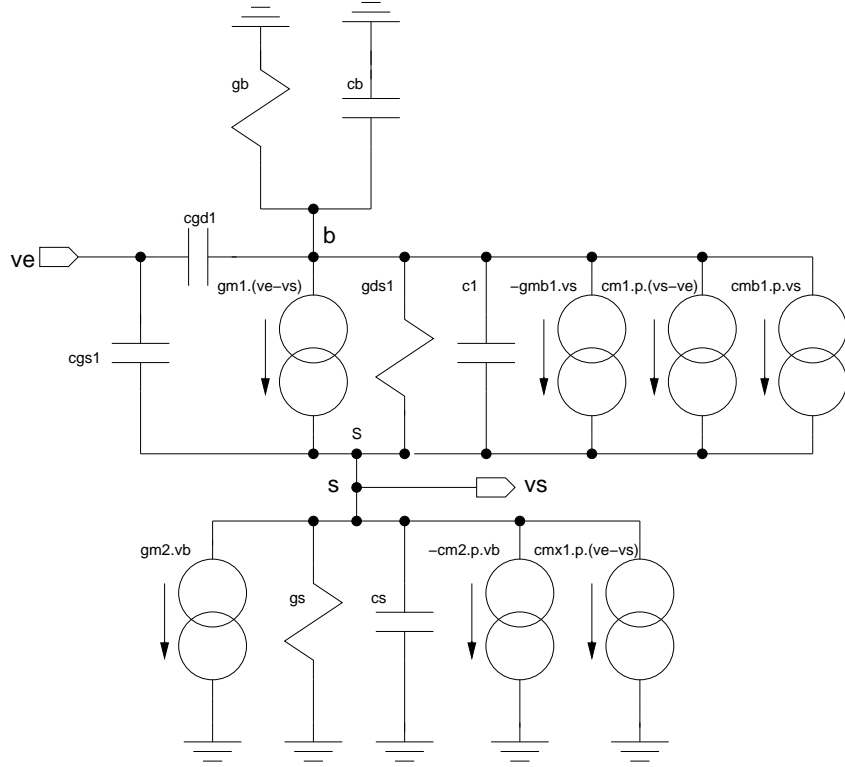 gb
cb
cgd1
b
ve
gm1.(ve−vs)
gds1
c1
−gmb1.vs
cm1.p.(vs−ve)
cmb1.p.vs
cgs1
s
s
vs
gm2.vb
gs
cs
−cm2.p.vb
cmx1.p.(ve−vs)